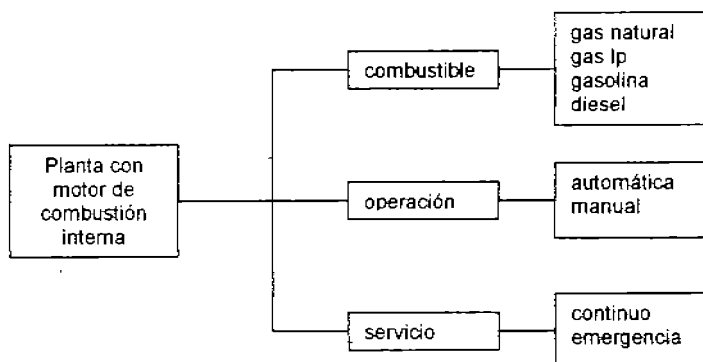 Planta con
motor de
combustión
interna
combustible
gas natural
gas lp
gasolina
diesel
operación
automática
manual
servicio
continuo
emergencia